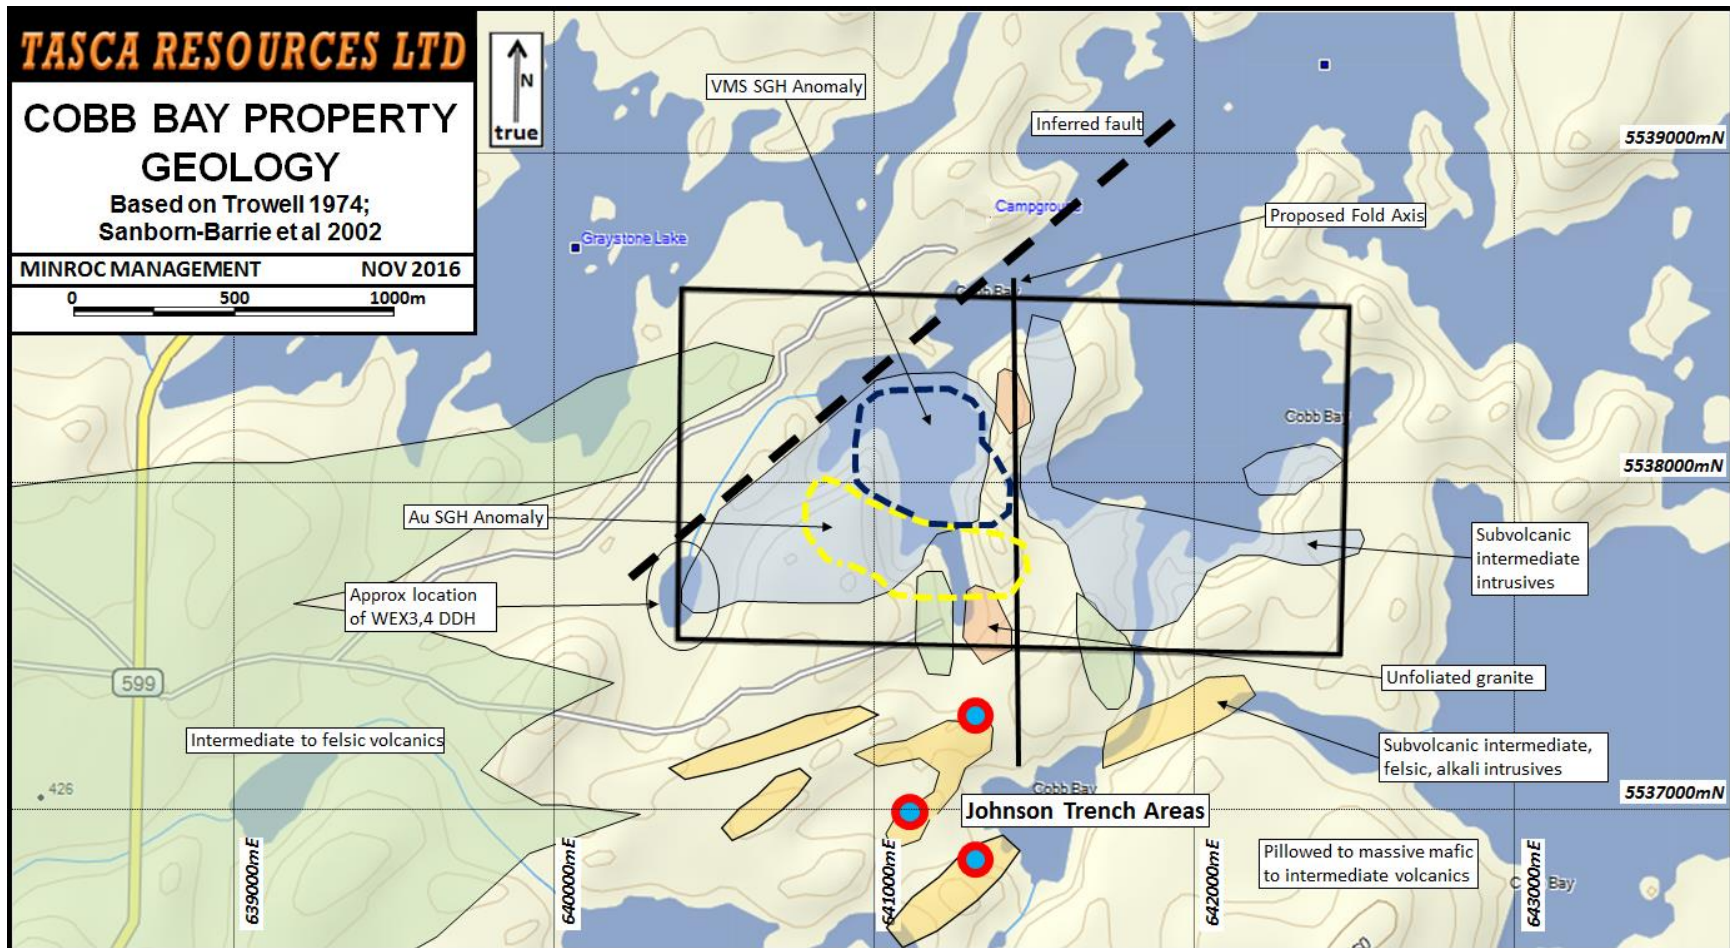 TASCA RESOURCES LTD
COBB BAY PROPERTY
GEOLOGY
Based on Trowell 1974;
Sanborn-Barrie et al 2002
MINROC MANAGEMENT NOV 2016
0 500 1000m
N
true
VMS SGH Anomaly
Inferred fault
5539000mN
Campground
Proposed Fold Axis
Graystone Lake
Cobb Bay
Cobb Bay
5538000mN
Au SGH Anomaly
Subvolcanic
intermediate
intrusives
Approx location
of WEX3,4 DDH
599
Unfoliated granite
Intermediate to felsic volcanics
Subvolcanic intermediate,
felsic, alkali intrusives
426
Cobb Bay
5537000mN
Johnson Trench Areas
Pillowed to massive mafic
to intermediate volcanics
Bay
639000mE
640000mE
641000mE
642000mE
643000mE